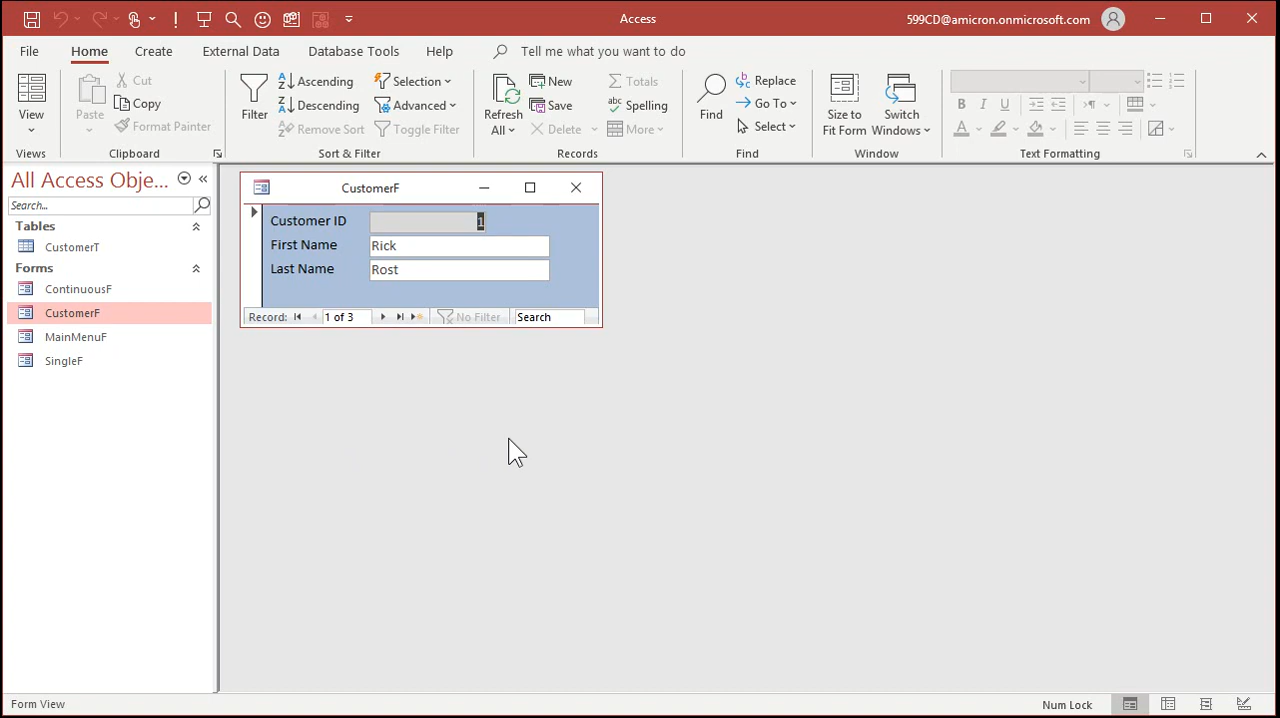 Access
599CD@amicron.onmicrosoft.com
File Home Create External Data Database Tools Help Tell me what you want to do
View
Views
Paste
Cut
Copy
Format Painter
Clipboard
Filter
Ascending
Descending
Remove Sort
Selection
Advanced
Toggle Filter
Sort & Filter
Refresh
All
New
Save
Delete
Totals
Spelling
More
Records
Find
Replace
Go To
Select
Find
Size to
Fit Form
Switch
Windows
Window
B I U
A
Text Formatting
All Access Obje...
Search...
Tables
CustomerT
Forms
ContinuousF
CustomerF
MainMenuF
SingleF
CustomerF
Customer ID 1
First Name Rick
Last Name Rost
Record: 1 of 3 No Filter Search
Form View
Num Lock